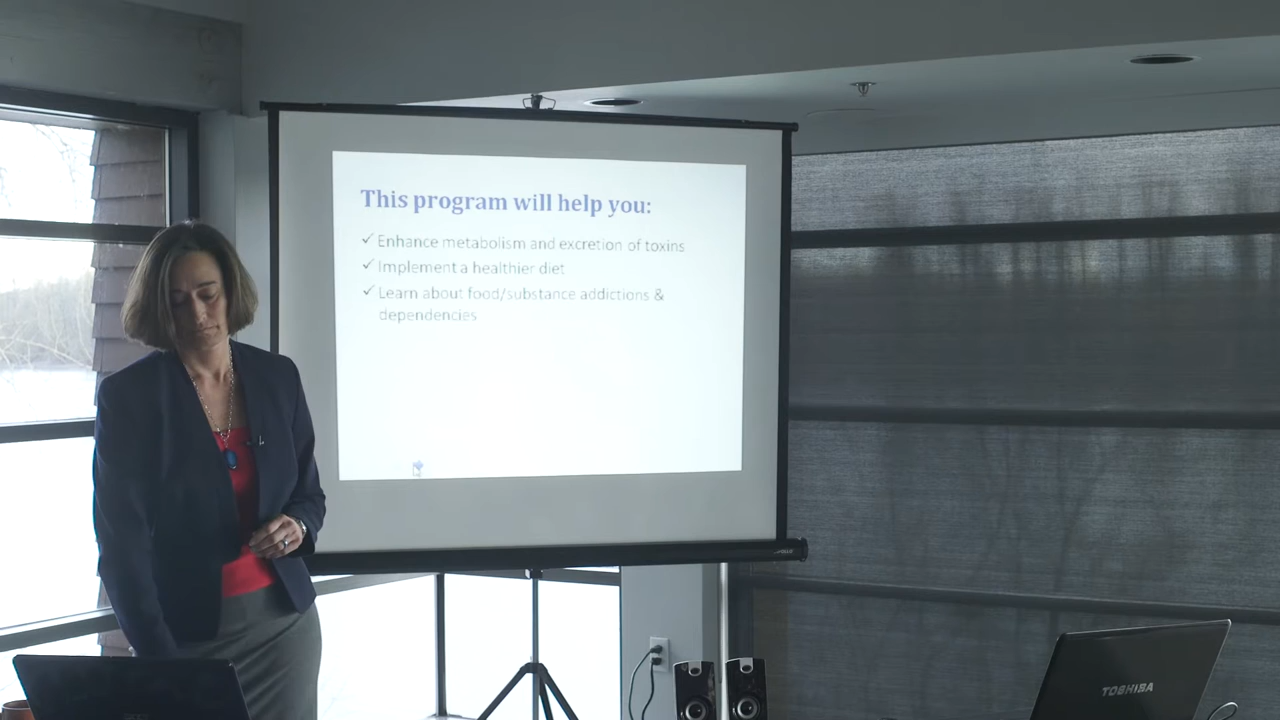 This program will help you:
✓ Enhance metabolism and excretion of toxins
✓ Implement a healthier diet
✓ Learn about food/substance addictions &
dependencies
TOSHIBA